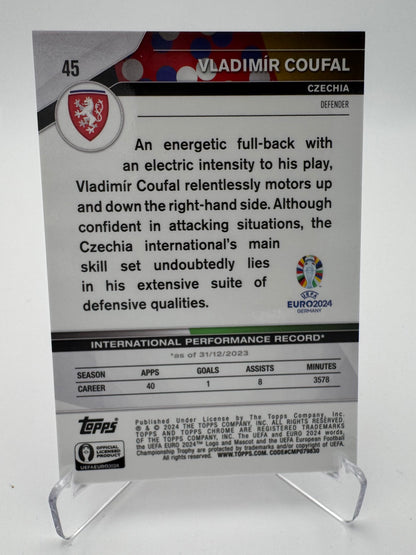 45
VLADIMÍR COUFAL
CZECHIA
DEFENDER
An energetic full-back with
an electric intensity to his play,
Vladimír Coufal relentlessly motors up
and down the right-hand side. Although
confident in attacking situations, the
Czechia international's main
skill set undoubtedly lies
in his extensive suite of
defensive qualities.
UEFA
EURO2024
GERMANY
INTERNATIONAL PERFORMANCE RECORD*
*as of 31/12/2023
SEASON APPS GOALS ASSISTS MINUTES
CAREER 40 1 8 3578
Topps
Published Under License by The Topps Company, Inc.
® & © 2024 THE TOPPS COMPANY, INC. ALL RIGHTS RESERVED.
TOPPS AND TOPPS CHROME ARE REGISTERED TRADEMARKS
OF THE TOPPS COMPANY, INC. The UEFA and EURO 2024 words,
the UEFA EURO 2024™ Logo and Mascot and the UEFA European Football
Championship Trophy are protected by trademarks and/or copyright of UEFA.
All rights reserved. WWW.TOPPS.COM. CODE#CMP079830
OFFICIAL
LICENSED
PRODUCT
UEFA EURO2024